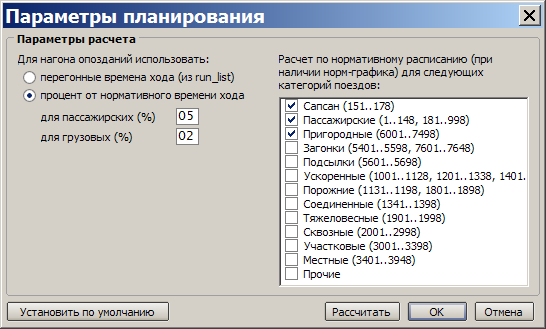 Параметры планирования
Параметры расчета
Для нагона опозданий использовать:
перегонные времена хода (из run_list)
процент от нормативного времени хода
для пассажирских (%) 05
для грузовых (%) 02
Расчет по нормативному расписанию (при
наличии норм-графика) для следующих
категорий поездов:
Сапсан (151..178)
Пассажирские (1..148, 181..998)
Пригородные (6001..7498)
Загонки (5401..5598, 7601..7648)
Подсылки (5601..5698)
Ускоренные (1001..1128, 1201..1338, 1401.
Порожние (1131..1198, 1801..1898)
Соединенные (1341..1398)
Тяжеловесные (1901..1998)
Сквозные (2001..2998)
Участковые (3001..3398)
Местные (3401..3948)
Прочие
Установить по умолчанию
Рассчитать
OK
Отмена